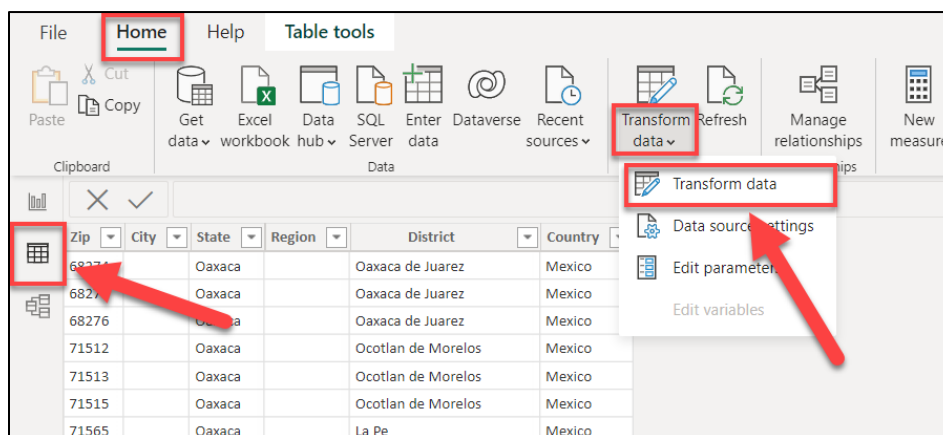 File Home Help Table tools
Cut
Copy
Paste
Get data
Excel workbook
Data hub
SQL Server
Enter data
Dataverse
Recent sources
Transform data
Refresh
Manage relationships
New
Clipboard
Data
Transform data
Data source
Edit
Edit variables
Zip City State Region District Country
Oaxaca Oaxaca de Juarez Mexico
Oaxaca de Juarez Mexico
68276 Oaxaca de Juarez Mexico
71512 Oaxaca Ocotlan de Morelos Mexico
71513 Oaxaca Ocotlan de Morelos Mexico
71515 Oaxaca Ocotlan de Morelos Mexico
71565 Oaxaca La Pe Mexico